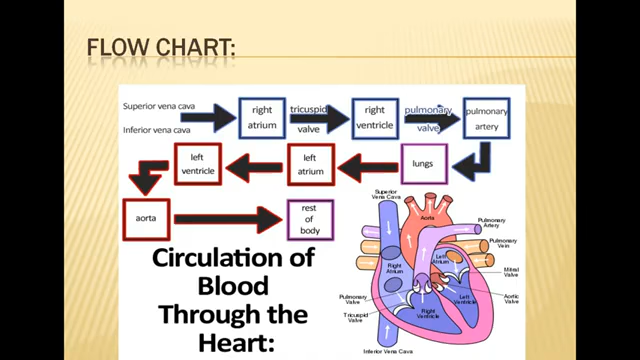 FLOW CHART:
Superior vena cava
Inferior vena cava
right
atrium
tricuspid
valve
right
ventricle
pulmonary
valve
pulmonary
artery
left
ventricle
left
atrium
lungs
aorta
rest
of
body
Circulation of
Blood
Through the
Heart:
Superior
Vena Cava
Aorta
Pulmonary
Artery
Pulmonary
Vein
Right
Atrium
Left
Atrium
Mitral
Valve
Aortic
Valve
Pulmonary
Valve
Tricuspid
Valve
Right
Ventricle
Left
Ventricle
Inferior Vena Cava